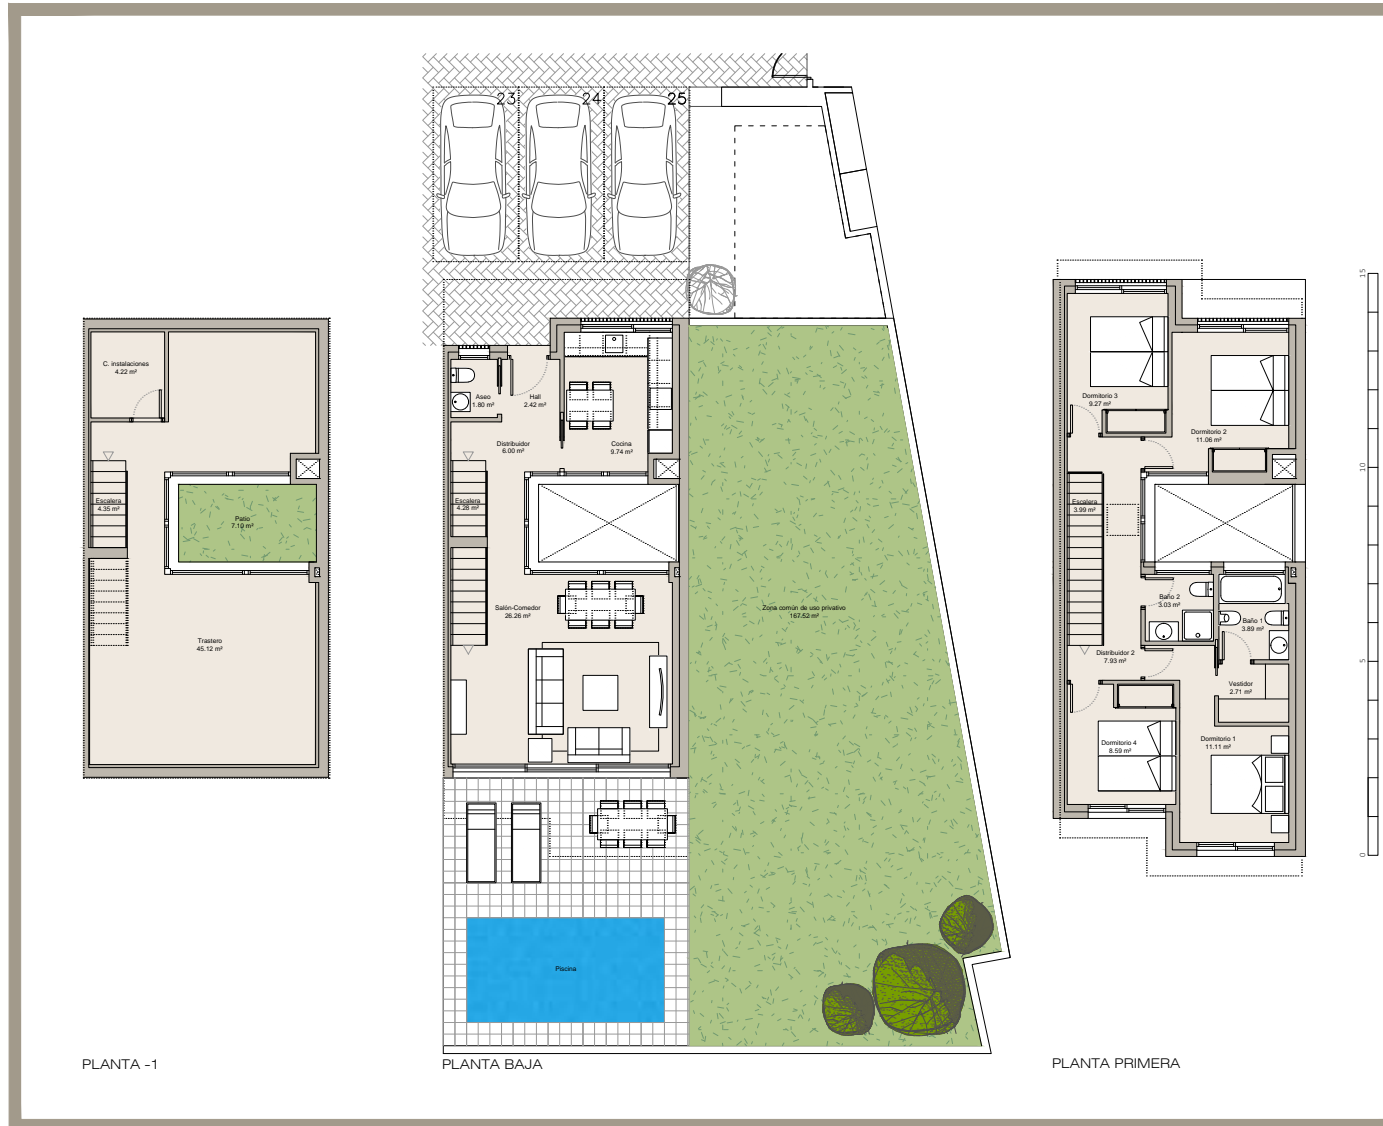 23 24 25
C. instalaciones
4.22 m²
Escalera
4.35 m²
Patio
7.10 m²
Trastero
45.12 m²
PLANTA -1
Aseo
1.80 m²
Hall
2.42 m²
Distribuidor
6.00 m²
Cocina
9.74 m²
Escalera
4.28 m²
Salón-Comedor
26.26 m²
Zona común de uso privativo
167.52 m²
Piscina
PLANTA BAJA
Dormitorio 3
9.27 m²
Dormitorio 2
11.06 m²
Escalera
3.99 m²
Baño 2
3.03 m²
Baño 1
3.89 m²
Distribuidor 2
7.93 m²
Vestidor
2.71 m²
Dormitorio 4
8.59 m²
Dormitorio 1
11.11 m²
PLANTA PRIMERA
15
10
5
0